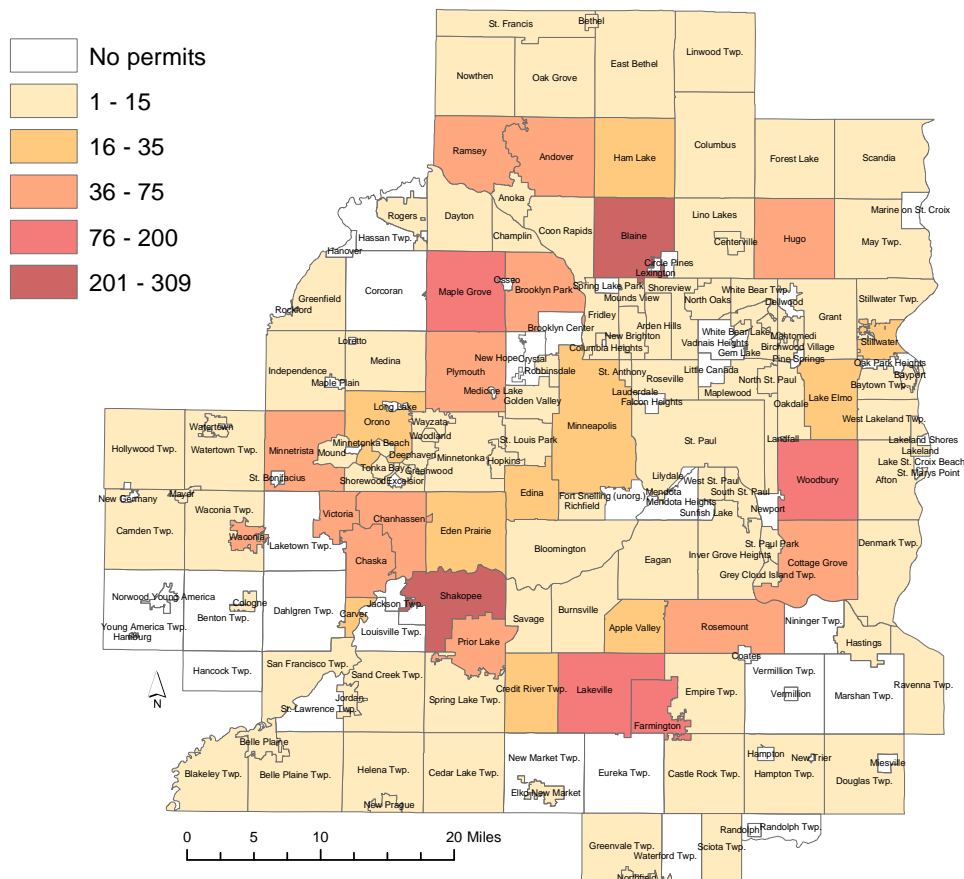 No permits
1 - 15
16 - 35
36 - 75
76 - 200
201 - 309
St. Francis
Bethel
Nowthen
Oak Grove
East Bethel
Linwood Twp.
Ramsey
Andover
Ham Lake
Columbus
Forest Lake
Scandia
Rogers
Hassan Twp.
Hanover
Dayton
Anoka
Champlin
Coon Rapids
Blaine
Circle Pines
Lexington
Lino Lakes
Centerville
Hugo
Marine on St. Croix
May Twp.
Greenfield
Rockford
Corcoran
Maple Grove
Osseo
Brooklyn Park
Brooklyn Center
Spring Lake Park
Mounds View
Fridley
New Brighton
Columbia Heights
Shoreview
Arden Hills
North Oaks
White Bear Twp.
Dellwood
White Bear Lake
Vadnais Heights
Gem Lake
Mahtomedi
Birchwood Village
Pine Springs
Grant
Stillwater Twp.
Stillwater
Oak Park Heights
Bayport
Baytown Twp.
Loretto
Independence
Maple Plain
Medina
Plymouth
New Hope
Crystal
Robbinsdale
Medicine Lake
Golden Valley
Minneapolis
St. Anthony
Lauderdale
Falcon Heights
Roseville
Little Canada
Maplewood
North St. Paul
Oakdale
Landfall
Lake Elmo
West Lakeland Twp.
Lakeland Shores
Lakeland
Lake St. Croix Beach
St. Marys Point
Afton
Hollywood Twp.
Watertown
Watertown Twp.
Minnetrista
St. Bonifacius
Long Lake
Orono
Minnetonka Beach
Mound
Tonka Bay
Shorewood
Excelsior
Wayzata
Woodland
Deephaven
Greenwood
Minnetonka
Hopkins
St. Louis Park
Edina
St. Paul
Fort Snelling (unorg.)
Richfield
Lilydale
Mendota
Mendota Heights
West St. Paul
South St. Paul
Sunfish Lake
Newport
Woodbury
New Germany
Mayer
Camden Twp.
Waconia Twp.
Waconia
Laketown Twp.
Victoria
Chanhassen
Chaska
Eden Prairie
Bloomington
Eagan
Inver Grove Heights
St. Paul Park
Grey Cloud Island Twp.
Cottage Grove
Denmark Twp.
Norwood Young America
Young America Twp.
Hamburg
Cologne
Benton Twp.
Dahlgren Twp.
Carver
Jackson Twp.
Louisville Twp.
Shakopee
Prior Lake
Savage
Burnsville
Apple Valley
Rosemount
Coates
Nininger Twp.
Hastings
Hancock Twp.
San Francisco Twp.
Sand Creek Twp.
Jordan
St. Lawrence Twp.
Spring Lake Twp.
Credit River Twp.
Lakeville
Farmington
Empire Twp.
Vermillion Twp.
Vermillion
Marshan Twp.
Ravenna Twp.
N
Belle Plaine
Blakeley Twp.
Belle Plaine Twp.
Helena Twp.
New Prague
Cedar Lake Twp.
New Market Twp.
Elko New Market
Eureka Twp.
Castle Rock Twp.
Hampton
Hampton Twp.
New Trier
Miesville
Douglas Twp.
Randolph
Randolph Twp.
Greenvale Twp.
Waterford Twp.
Sciota Twp.
Northfield
0 5 10 20 Miles